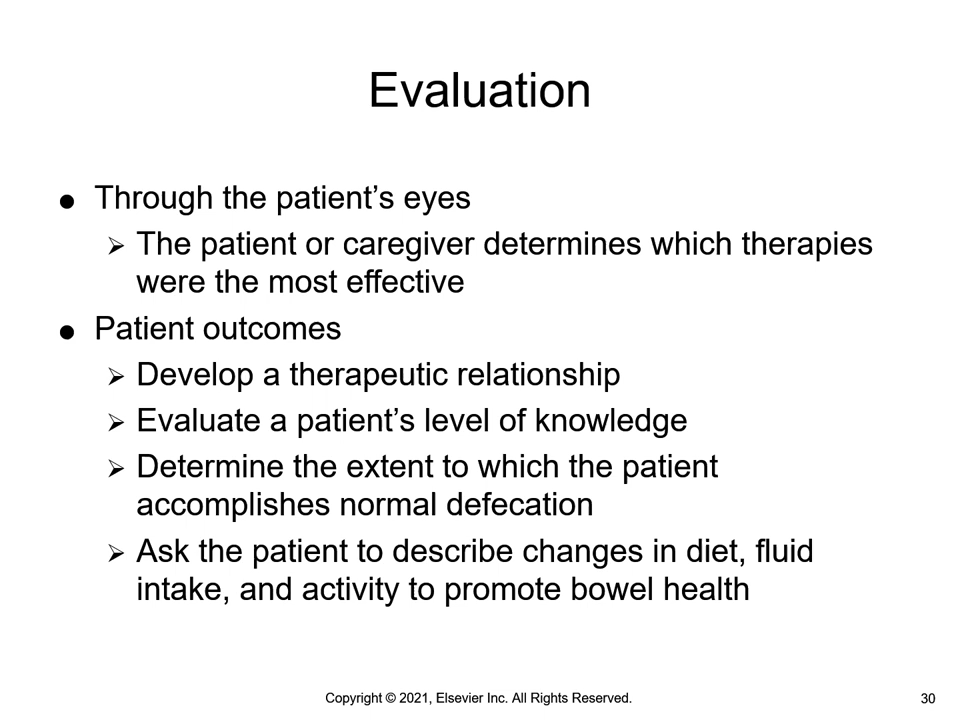 Evaluation
● Through the patient’s eyes
➢ The patient or caregiver determines which therapies
were the most effective
● Patient outcomes
➢ Develop a therapeutic relationship
➢ Evaluate a patient’s level of knowledge
➢ Determine the extent to which the patient
accomplishes normal defecation
➢ Ask the patient to describe changes in diet, fluid
intake, and activity to promote bowel health
Copyright © 2021, Elsevier Inc. All Rights Reserved.
30